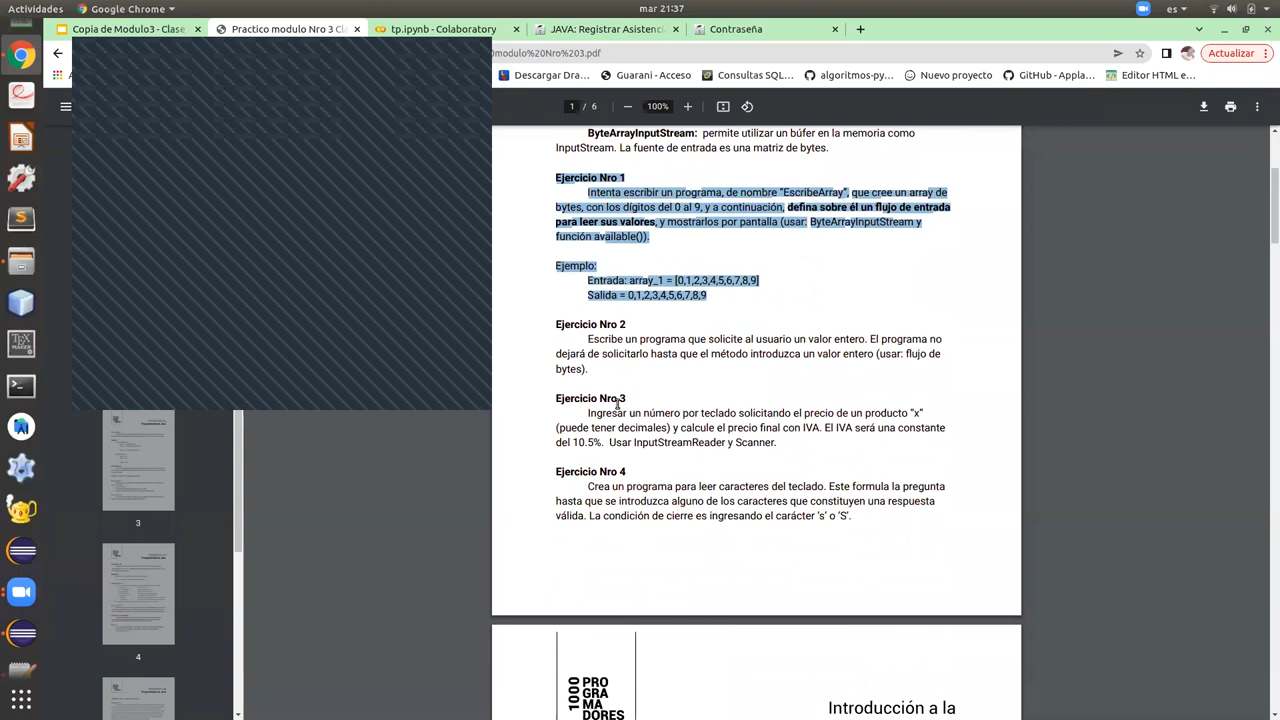 Actividades
Google Chrome
mar 21:37
es
Copia de Modulo3 - Clase
Practico modulo Nro 3 Cl
tp.ipynb - Colaboratory
JAVA: Registrar Asistenc
Contraseña
modulo%20Nro%203.pdf
Actualizar
Descargar Dra...
Guarani - Acceso
Consultas SQL...
algoritmos-py...
Nuevo proyecto
GitHub - Appla...
Editor HTML e...
1 / 6
100%
ByteArrayInputStream: permite utilizar un búfer en la memoria como
InputStream. La fuente de entrada es una matriz de bytes.
Ejercicio Nro 1
Intenta escribir un programa, de nombre "EscribeArray", que cree un array de
bytes, con los dígitos del 0 al 9, y a continuación, defina sobre él un flujo de entrada
para leer sus valores, y mostrarlos por pantalla (usar: ByteArrayInputStream y
función available()).
Ejemplo:
Entrada: array_1 = [0,1,2,3,4,5,6,7,8,9]
Salida = 0,1,2,3,4,5,6,7,8,9
Ejercicio Nro 2
Escribe un programa que solicite al usuario un valor entero. El programa no
dejará de solicitarlo hasta que el método introduzca un valor entero (usar: flujo de
bytes).
Ejercicio Nro 3
Ingresar un número por teclado solicitando el precio de un producto "x"
(puede tener decimales) y calcule el precio final con IVA. El IVA será una constante
del 10.5%. Usar InputStreamReader y Scanner.
Ejercicio Nro 4
Crea un programa para leer caracteres del teclado. Este formula la pregunta
hasta que se introduzca alguno de los caracteres que constituyen una respuesta
válida. La condición de cierre es ingresando el carácter 's' o 'S'.
3
4
1000
PRO
GRA
MA
DORES
Introducción a la